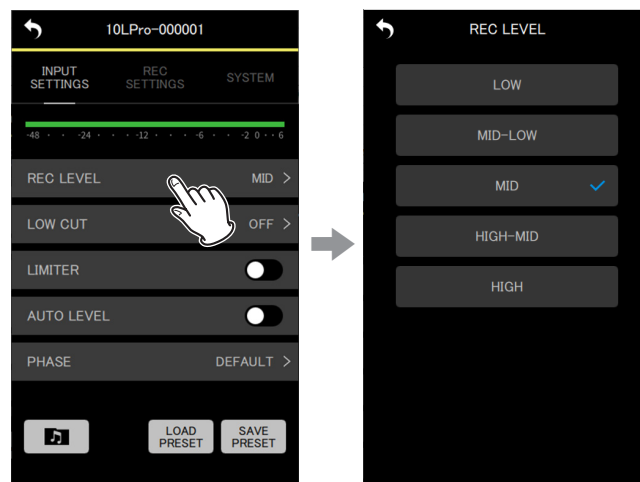 10LPro-000001
INPUT
SETTINGS
REC
SETTINGS
SYSTEM
-48 · · -24 · · · -12 · · · -6 · · -2 0 · · 6
REC LEVEL MID >
LOW CUT OFF >
LIMITER
AUTO LEVEL
PHASE DEFAULT >
LOAD
PRESET
SAVE
PRESET
REC LEVEL
LOW
MID-LOW
MID
HIGH-MID
HIGH